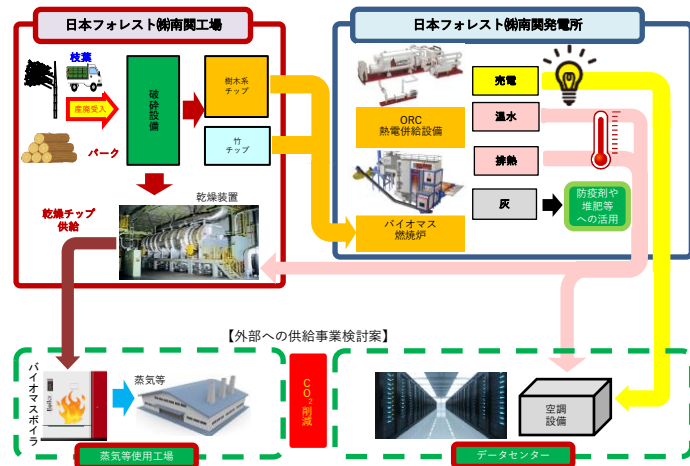 日本フォレスト㈱南関工場
枝葉
産廃受入
バーク
破砕設備
樹木系
チップ
竹
チップ
乾燥装置
乾燥チップ
供給
日本フォレスト㈱南関発電所
ORC
熱電併給設備
バイオマス
燃焼炉
売電
温水
排熱
灰
防疫剤や
堆肥等
への活用
【外部への供給事業検討案】
バイオマスボイラ
蒸気等
蒸気等使用工場
CO2削減
空調
設備
データセンター